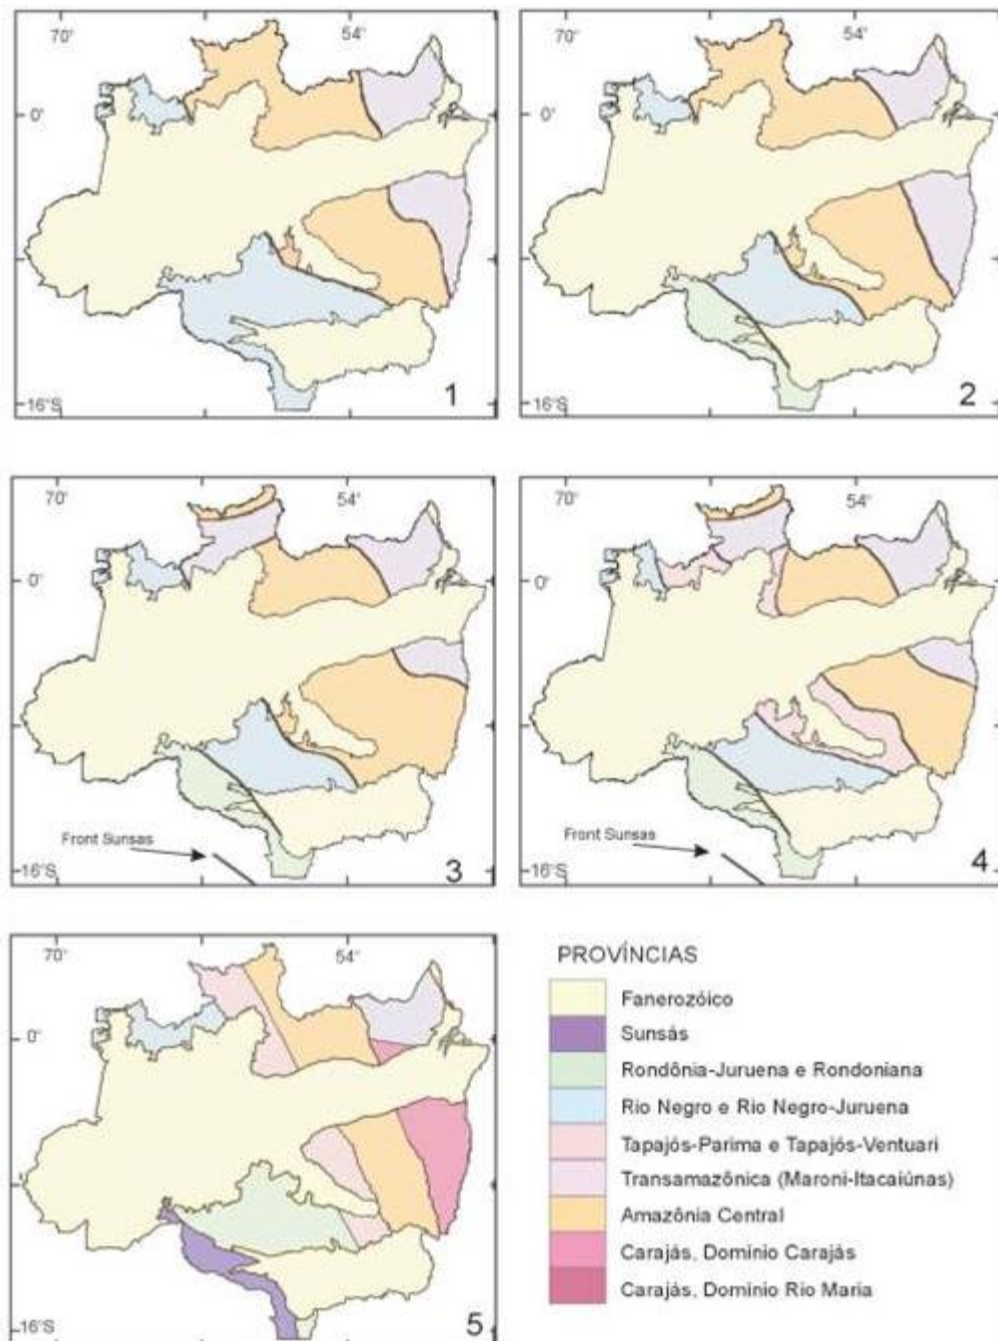 70° 54°
0°
16°S
1
70° 54°
0°
16°S
2
70° 54°
0°
Front Sunsas
16°S
3
70° 54°
0°
Front Sunsas
16°S
4
70° 54°
0°
16°S
5
PROVÍNCIAS
Fanerozóico
Sunsás
Rondônia-Juruena e Rondoniana
Rio Negro e Rio Negro-Juruena
Tapajós-Parima e Tapajós-Ventuari
Transamazônica (Maroni-Itacaiúnas)
Amazônia Central
Carajás, Domínio Carajás
Carajás, Domínio Rio Maria